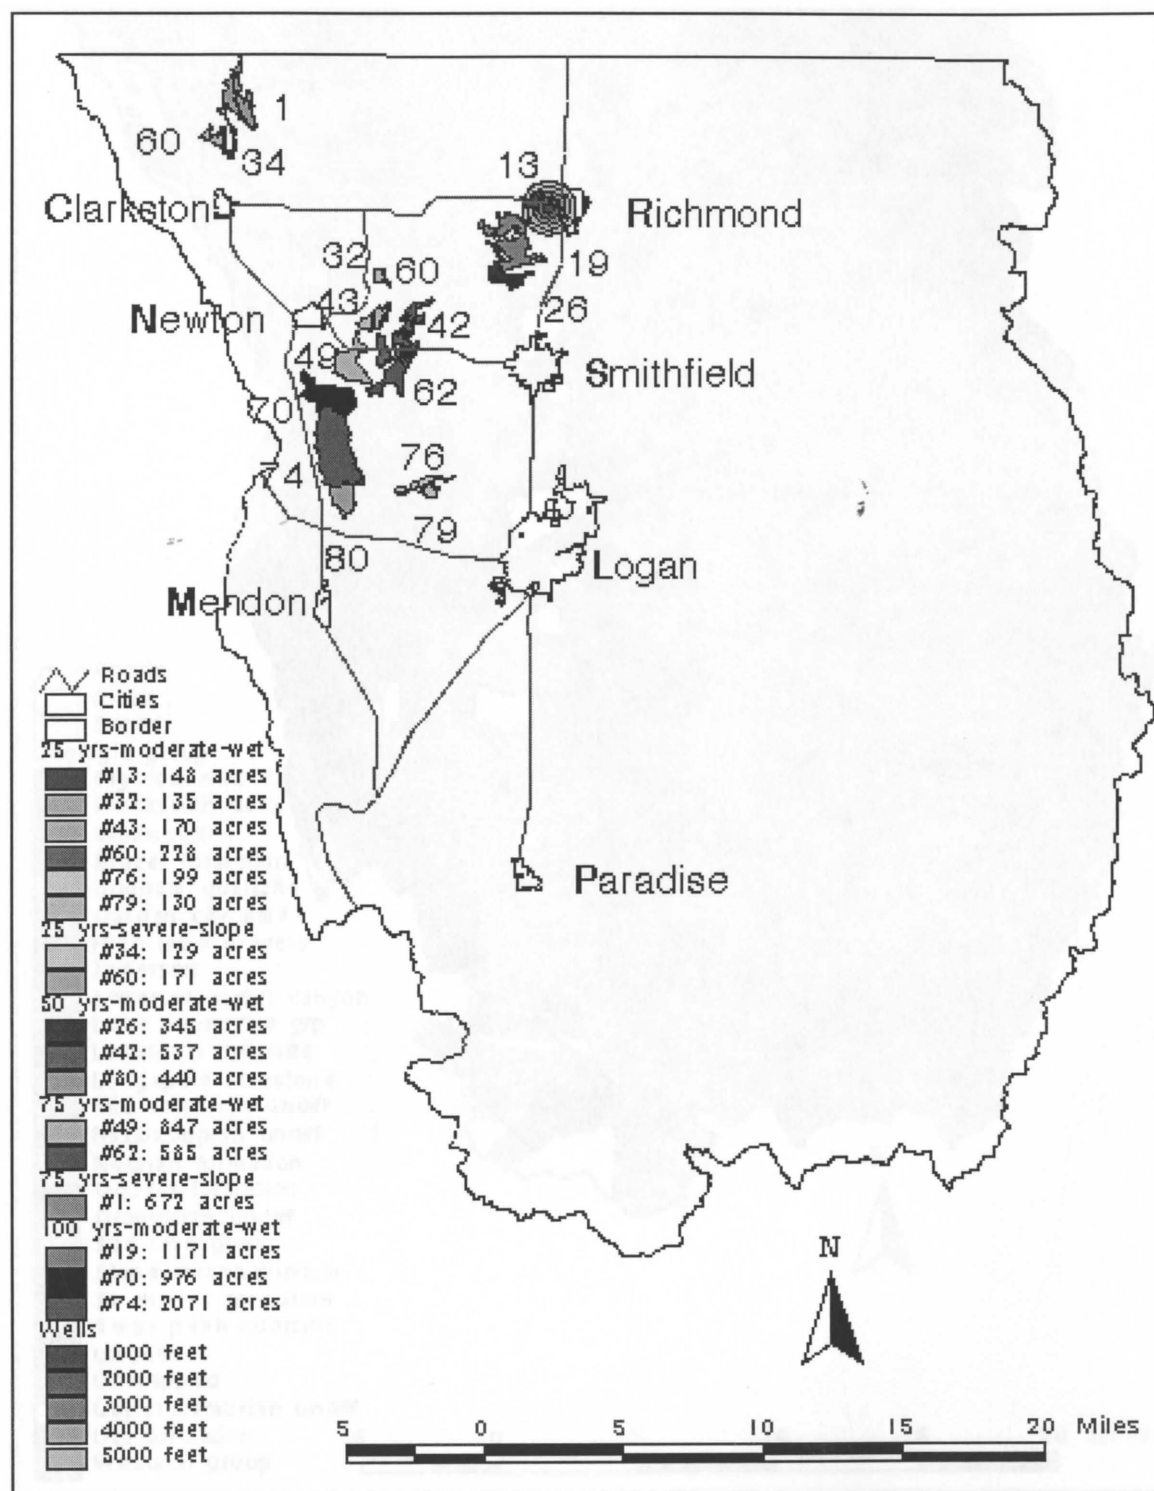 1
60
34
13
Clarkston
Richmond
32
60
19
43
26
Newton
42
49
Smithfield
62
70
76
74
79
80
Logan
Mendon
Roads
Cities
Border
25 yrs-moderate-wet
#13: 148 acres
#32: 135 acres
#43: 170 acres
#60: 228 acres
#76: 199 acres
#79: 130 acres
25 yrs-severe-slope
#34: 129 acres
#60: 171 acres
50 yrs-moderate-wet
#26: 345 acres
#42: 537 acres
#80: 440 acres
75 yrs-moderate-wet
#49: 847 acres
#62: 585 acres
75 yrs-severe-slope
#1: 672 acres
100 yrs-moderate-wet
#19: 1171 acres
#70: 976 acres
#74: 2071 acres
Wells
1000 feet
2000 feet
3000 feet
4000 feet
5000 feet
Paradise
N
5 0 5 10 15 20 Miles